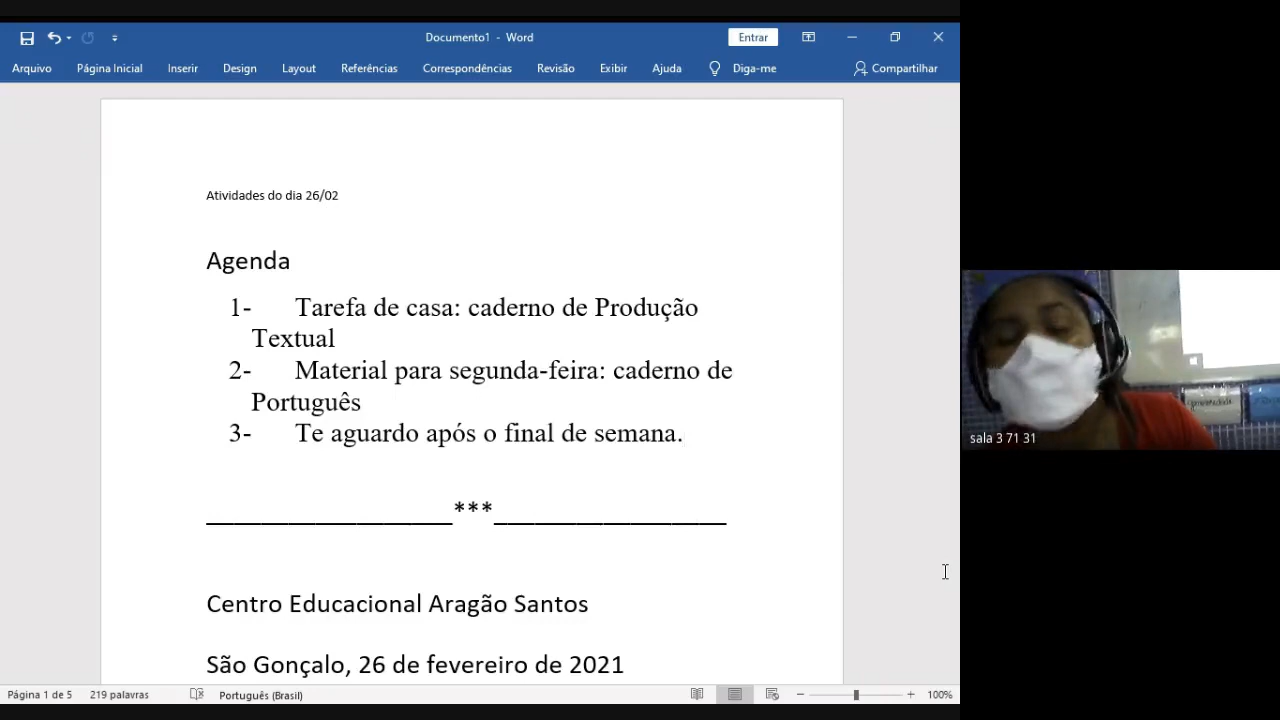 Documento1 - Word
Entrar
Arquivo Página Inicial Inserir Design Layout Referências Correspondências Revisão Exibir Ajuda Diga-me Compartilhar
Atividades do dia 26/02
Agenda
1- Tarefa de casa: caderno de Produção
Textual
2- Material para segunda-feira: caderno de
Português
3- Te aguardo após o final de semana.
__________________***_________________
Centro Educacional Aragão Santos
São Gonçalo, 26 de fevereiro de 2021
sala 3 71 31
Página 1 de 5 219 palavras Português (Brasil) 100%